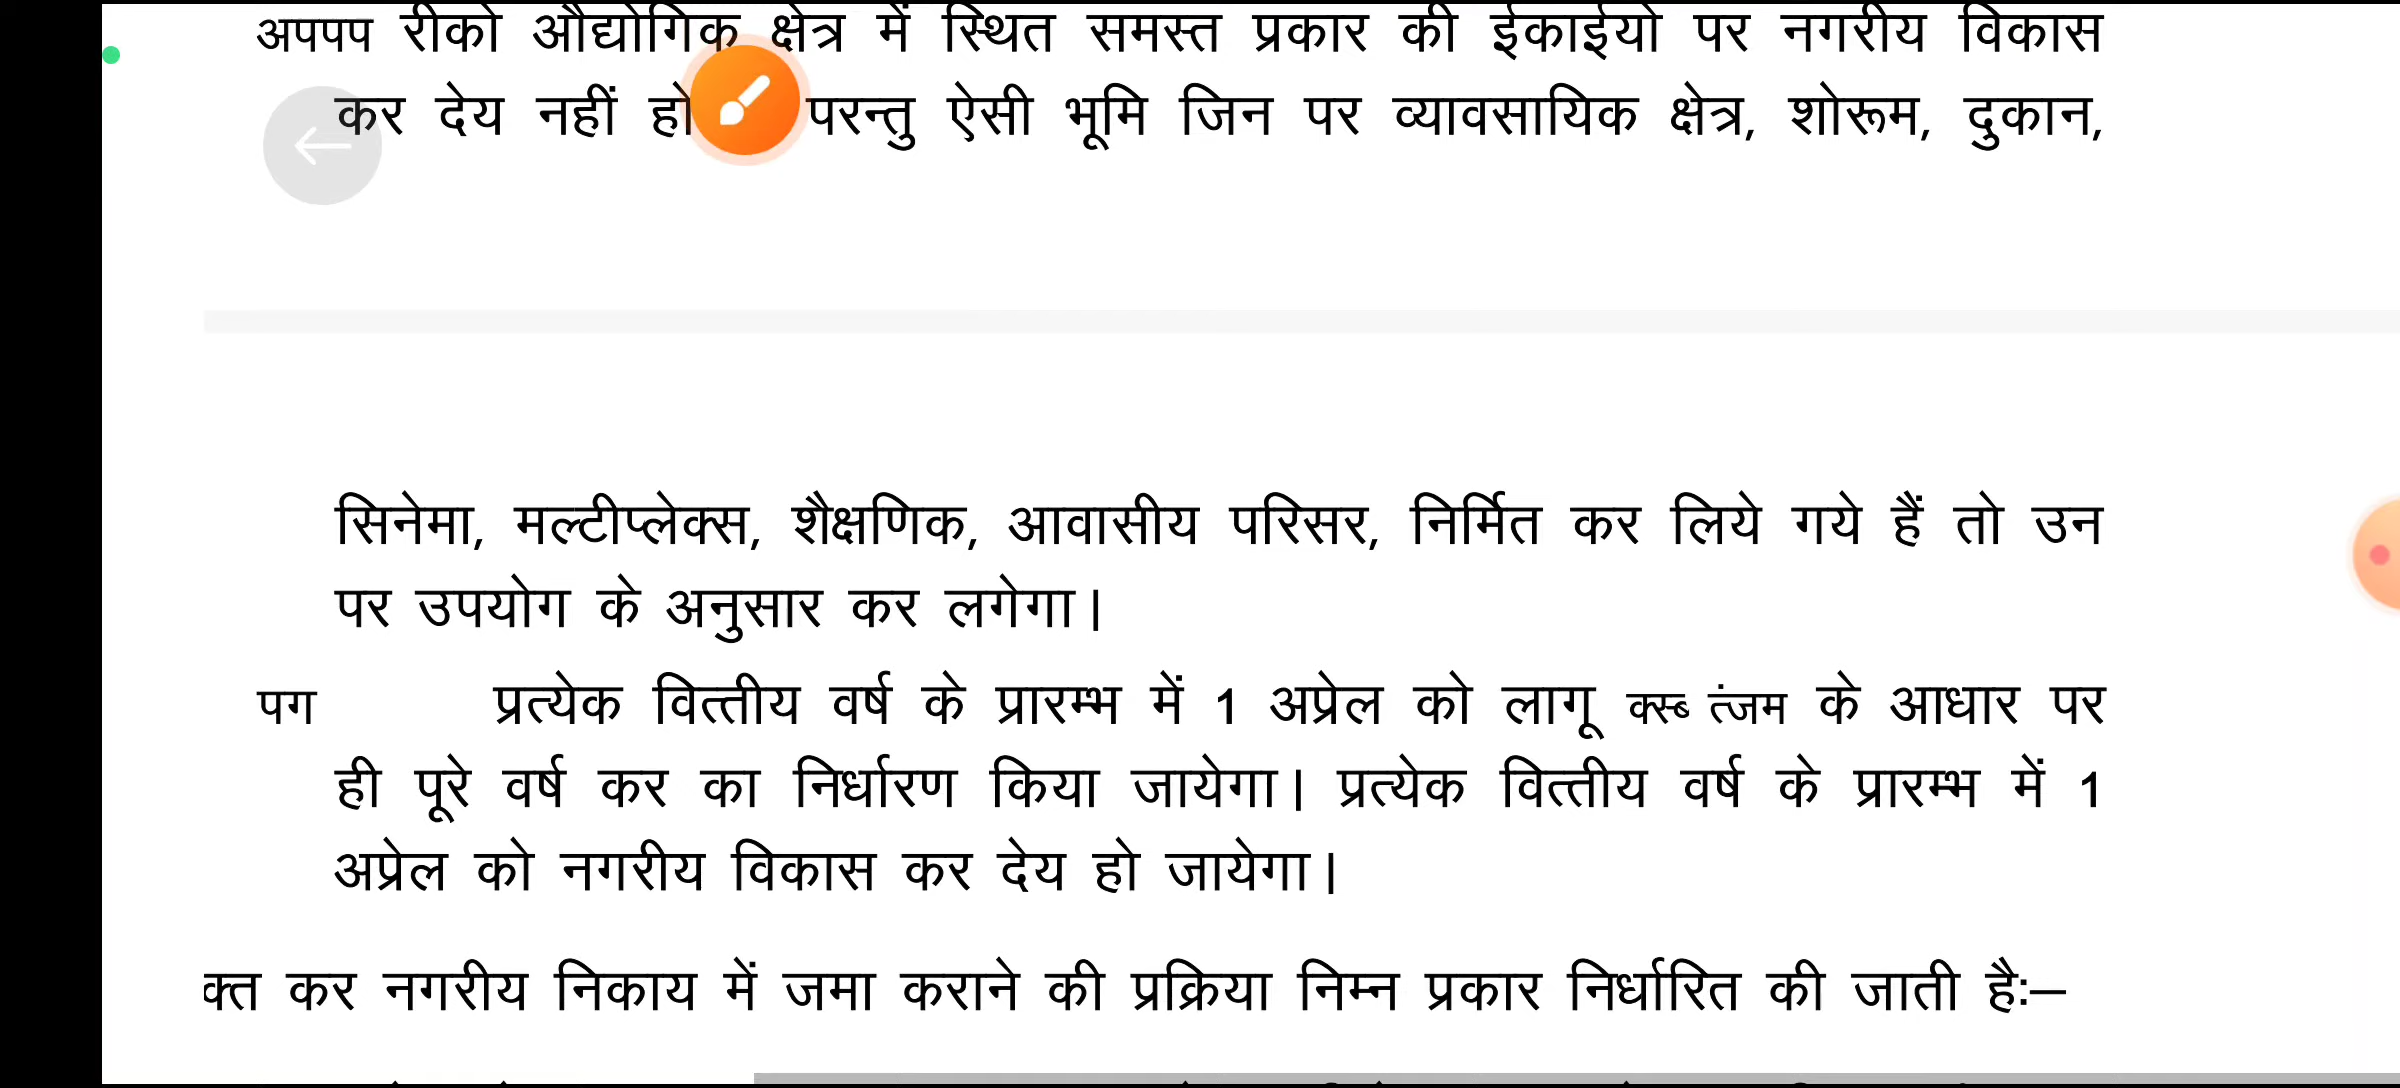 अपपप रीको औद्योगिक क्षेत्र में स्थित समस्त प्रकार की ईकाईयो पर नगरीय विकास
कर देय नहीं परन्तु ऐसी भूमि जिन पर व्यावसायिक क्षेत्र, शोरूम, दुकान,
सिनेमा, मल्टीप्लेक्स, शैक्षणिक, आवासीय परिसर, निर्मित कर लिये गये हैं तो उन
पर उपयोग के अनुसार कर लगेगा।
पग प्रत्येक वित्तीय वर्ष के प्रारम्भ में 1 अप्रेल को लागू क्स्ब तंजम के आधार पर
ही पूरे वर्ष कर का निर्धारण किया जायेगा। प्रत्येक वित्तीय वर्ष के प्रारम्भ में 1
अप्रेल को नगरीय विकास कर देय हो जायेगा।
क्त कर नगरीय निकाय में जमा कराने की प्रक्रिया निम्न प्रकार निर्धारित की जाती है:–